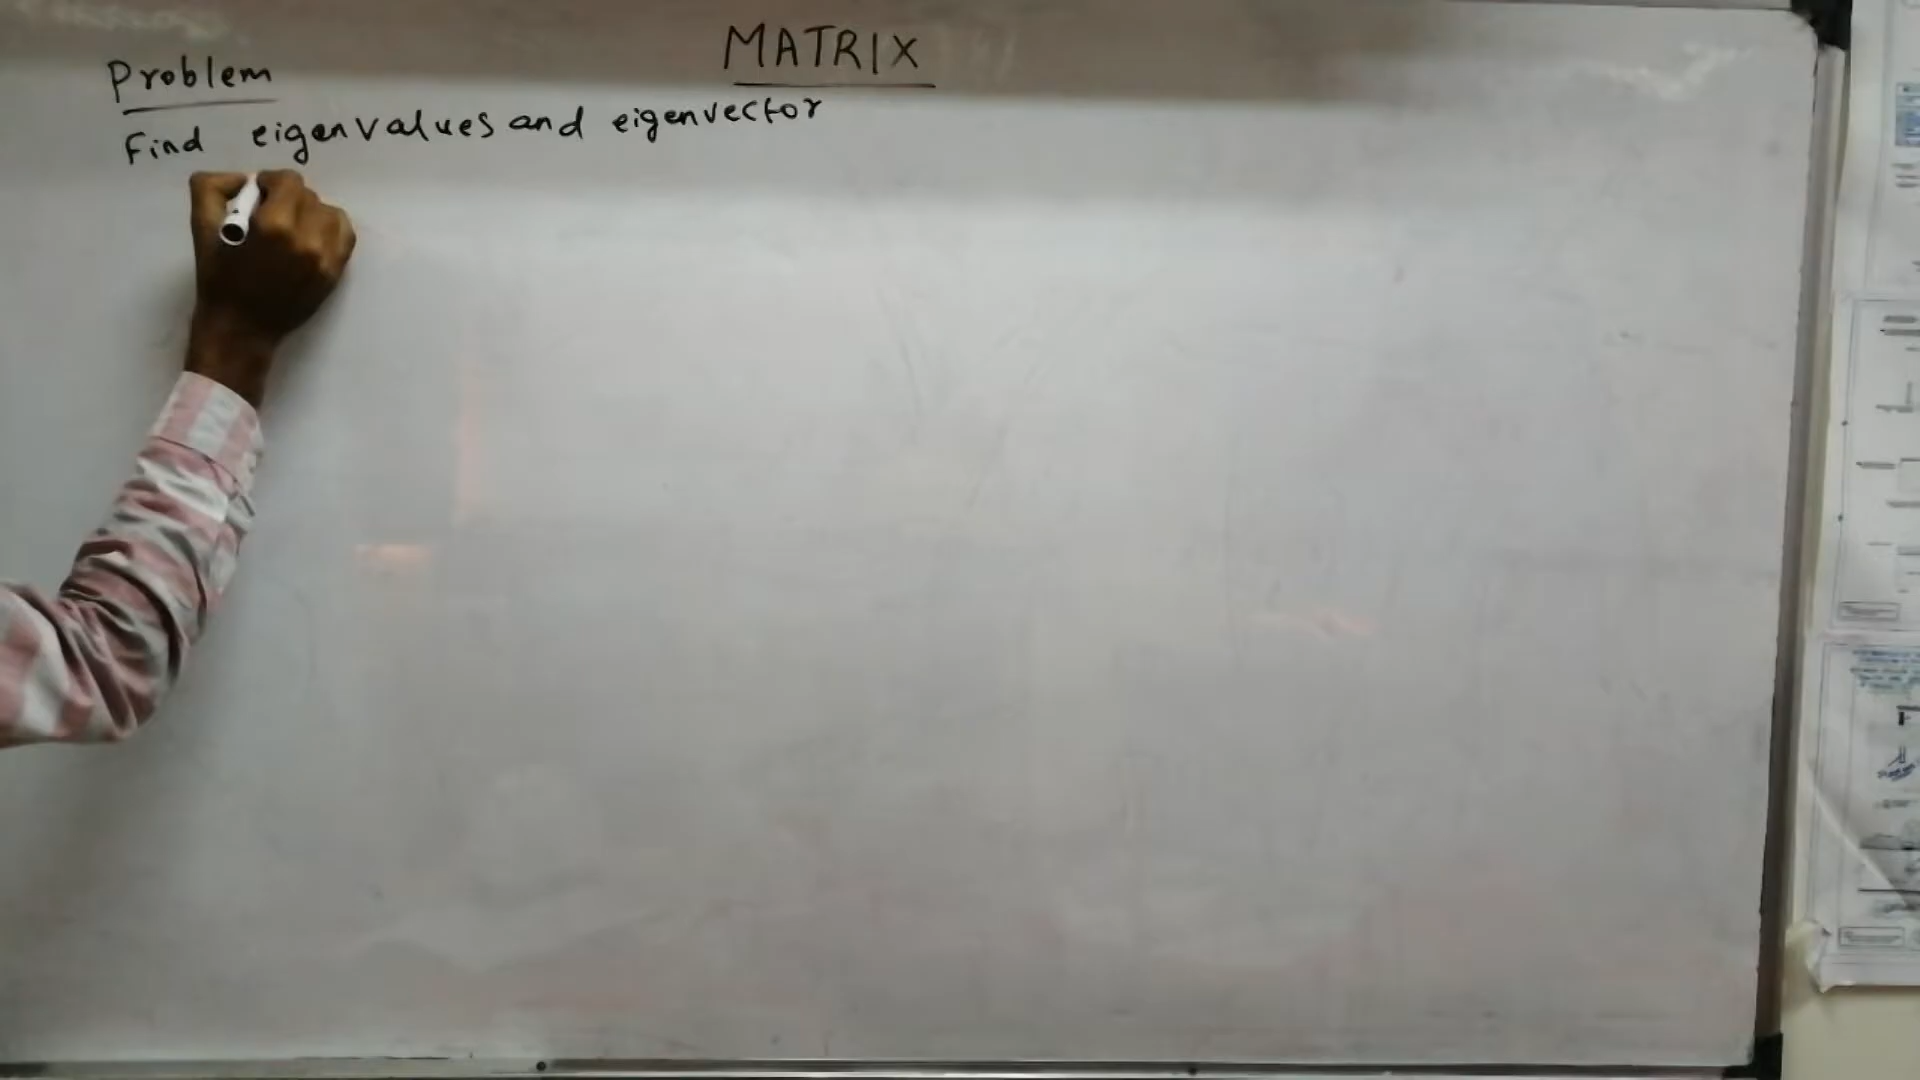 MATRIX
Problem
Find eigenvalues and eigenvector